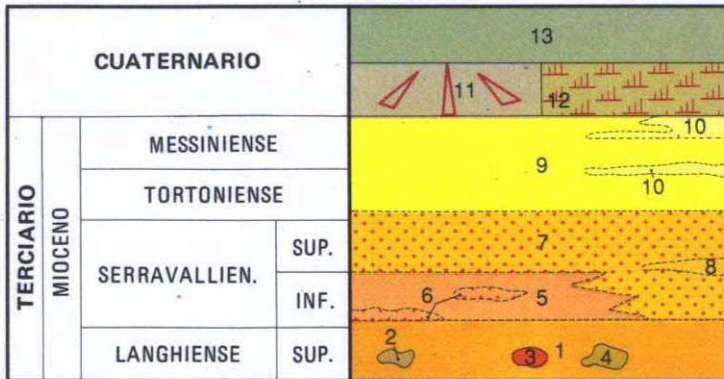 CUATERNARIO
13
11
12
TERCIARIO
MIOCENO
MESSINIENSE
10
9
TORTONIENSE
10
SERRAVALLIEN.
SUP.
7
8
INF.
6
5
LANGHIENSE
SUP.
2
3
1
4